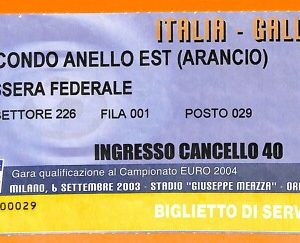 ITALIA - GALL
CONDO ANELLO EST (ARANCIO)
SSERA FEDERALE
SETTORE 226 FILA 001 POSTO 029
INGRESSO CANCELLO 40
Gara qualificazione al Campionato EURO 2004
MILANO, 6 SETTEMBRE 2003 - STADIO "GIUSEPPE MEAZZA" - OR
00029
BIGLIETTO DI SERV